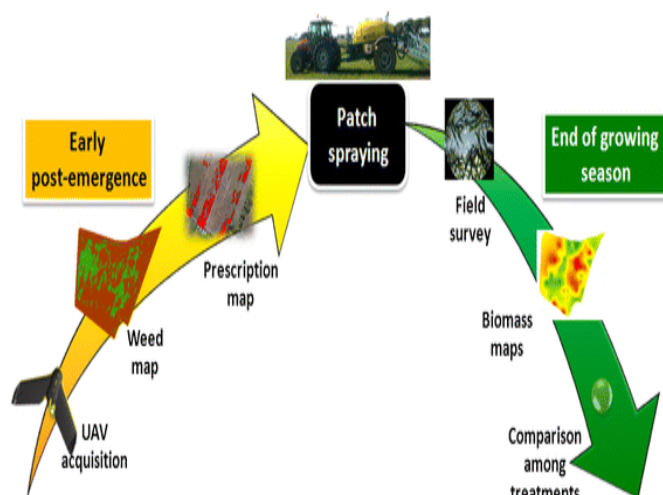 Early
post-emergence
UAV
acquisition
Weed
map
Prescription
map
Patch
spraying
Field
survey
End of growing
season
Biomass
maps
Comparison
among
treatments